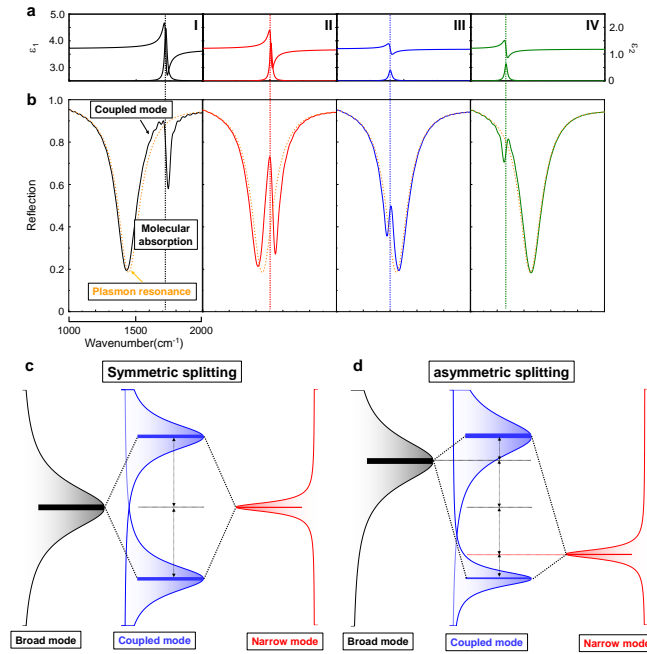 a
5.0
4.0
3.0
ε1
I
II
III
IV
2.0
1.0
0
ε2
b
1.0
0.8
0.6
0.4
0.2
0
Reflection
Coupled mode
Molecular
absorption
Plasmon resonance
1000
1500
2000
Wavenumber(cm-1)
c
Symmetric splitting
d
asymmetric splitting
Broad mode
Coupled mode
Narrow mode
Broad mode
Coupled mode
Narrow mode